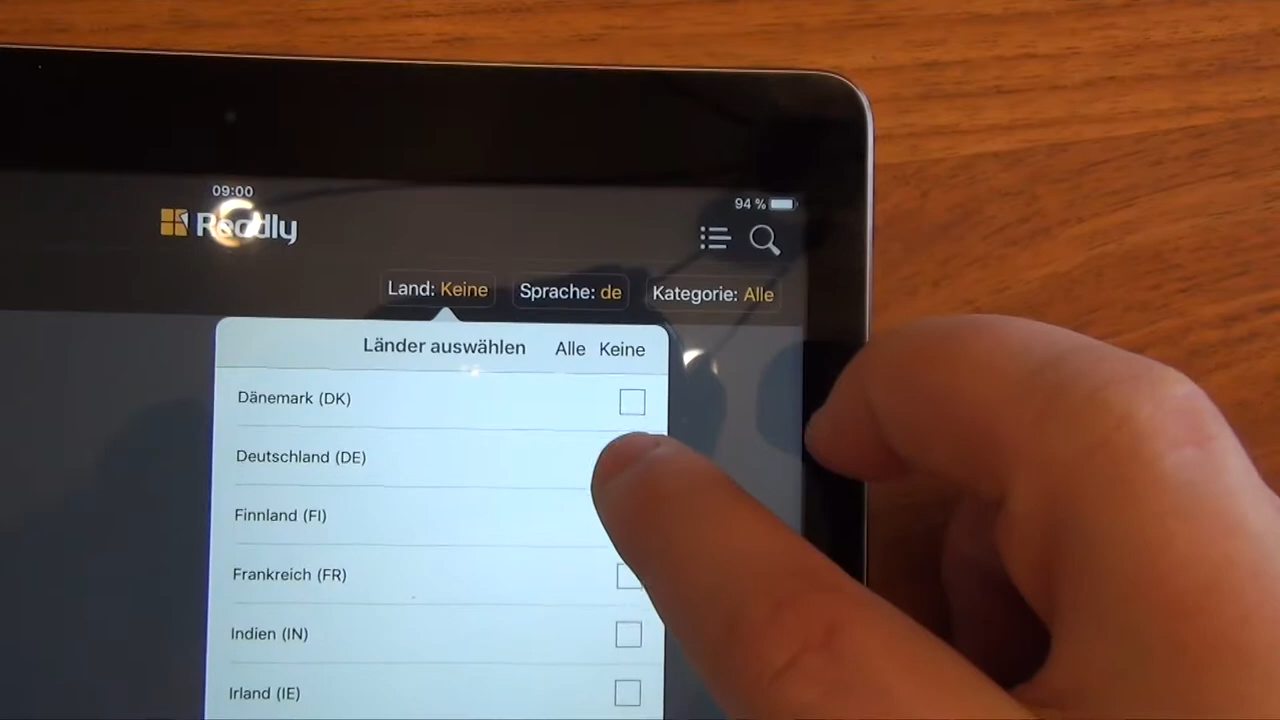 09:00
94 %
Readly
Land: Keine
Sprache: de
Kategorie: Alle
Länder auswählen
Alle
Keine
Dänemark (DK)
Deutschland (DE)
Finnland (FI)
Frankreich (FR)
Indien (IN)
Irland (IE)